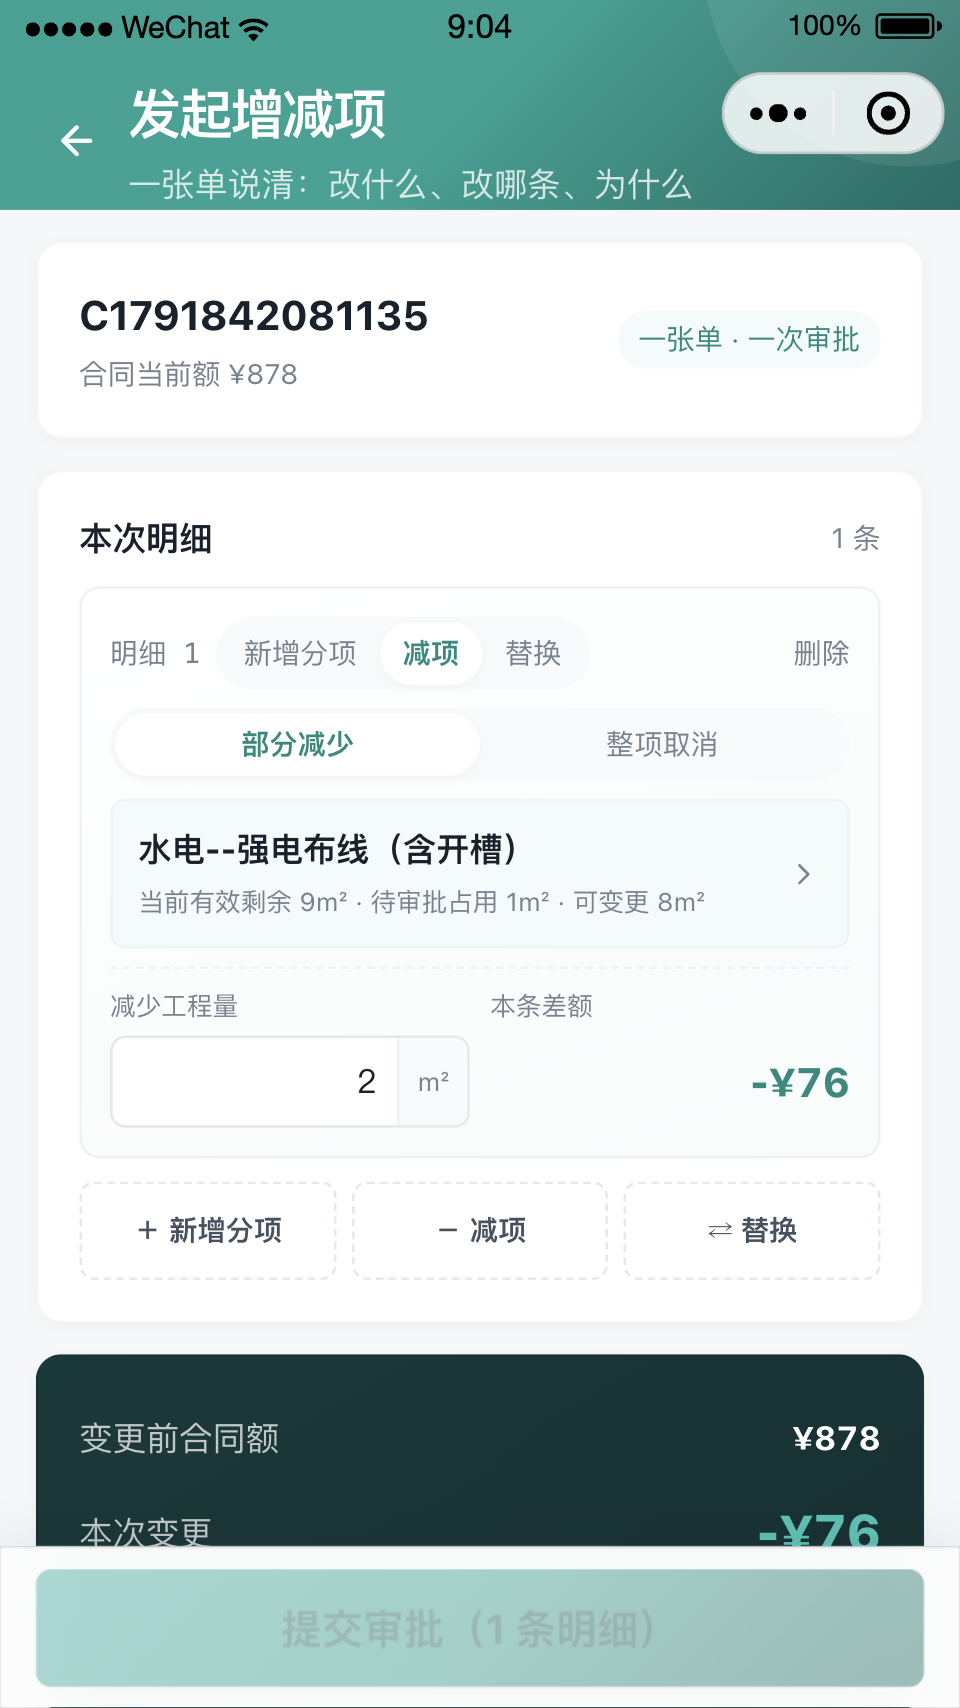 WeChat 9:04 100%
发起增减项
一张单说清：改什么、改哪条、为什么
C1791842081135
合同当前额 ¥878
一张单 · 一次审批
本次明细
1 条
明细 1 新增分项 减项 替换 删除
部分减少 整项取消
水电--强电布线（含开槽）
当前有效剩余 9m² · 待审批占用 1m² · 可变更 8m²
减少工程量 本条差额
2 m² -¥76
+ 新增分项 − 减项 ⇄ 替换
变更前合同额 ¥878
本次变更 -¥76
提交审批（1 条明细）